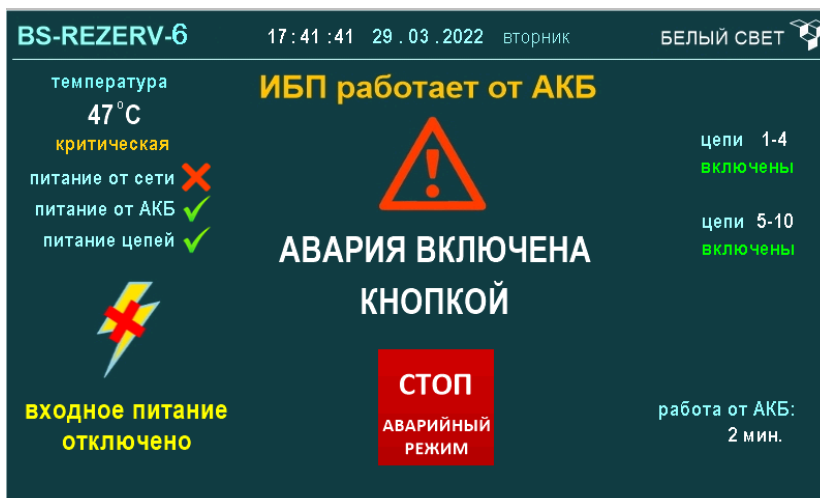 BS-REZERV-6
17:41:41 29.03.2022 вторник
БЕЛЫЙ СВЕТ
температура
47°C
критическая
питание от сети
питание от АКБ
питание цепей
входное питание
отключено
ИБП работает от АКБ
АВАРИЯ ВКЛЮЧЕНА
КНОПКОЙ
СТОП
АВАРИЙНЫЙ
РЕЖИМ
цепи 1-4
включены
цепи 5-10
включены
работа от АКБ:
2 мин.